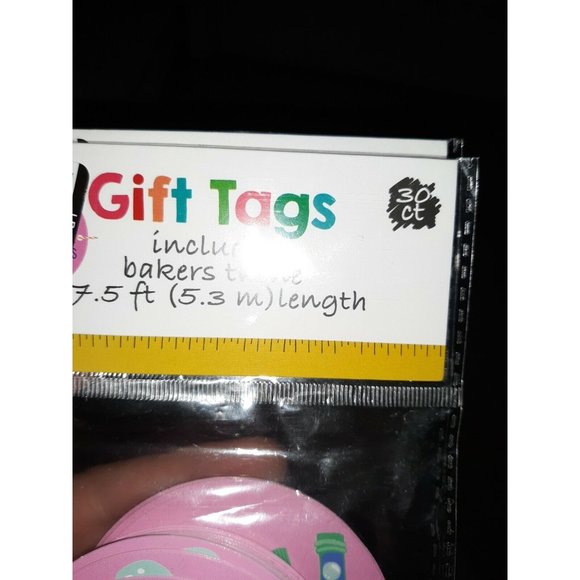 Gift Tags
30
ct
bakers
7.5 ft (5.3 m) length